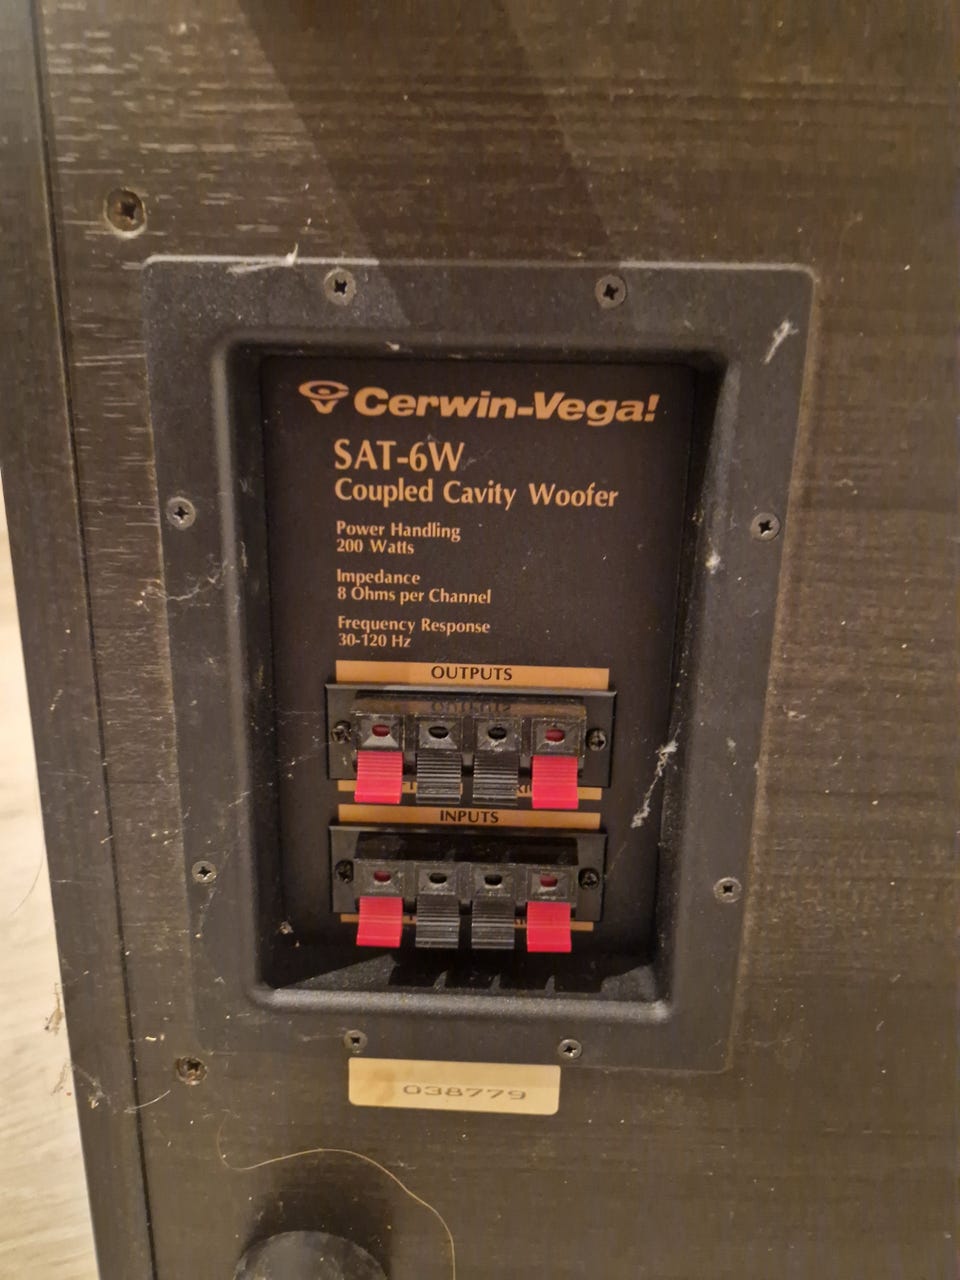 Cerwin-Vega!
SAT-6W
Coupled Cavity Woofer
Power Handling
200 Watts
Impedance
8 Ohms per Channel
Frequency Response
30-120 Hz
OUTPUTS
INPUTS
038779